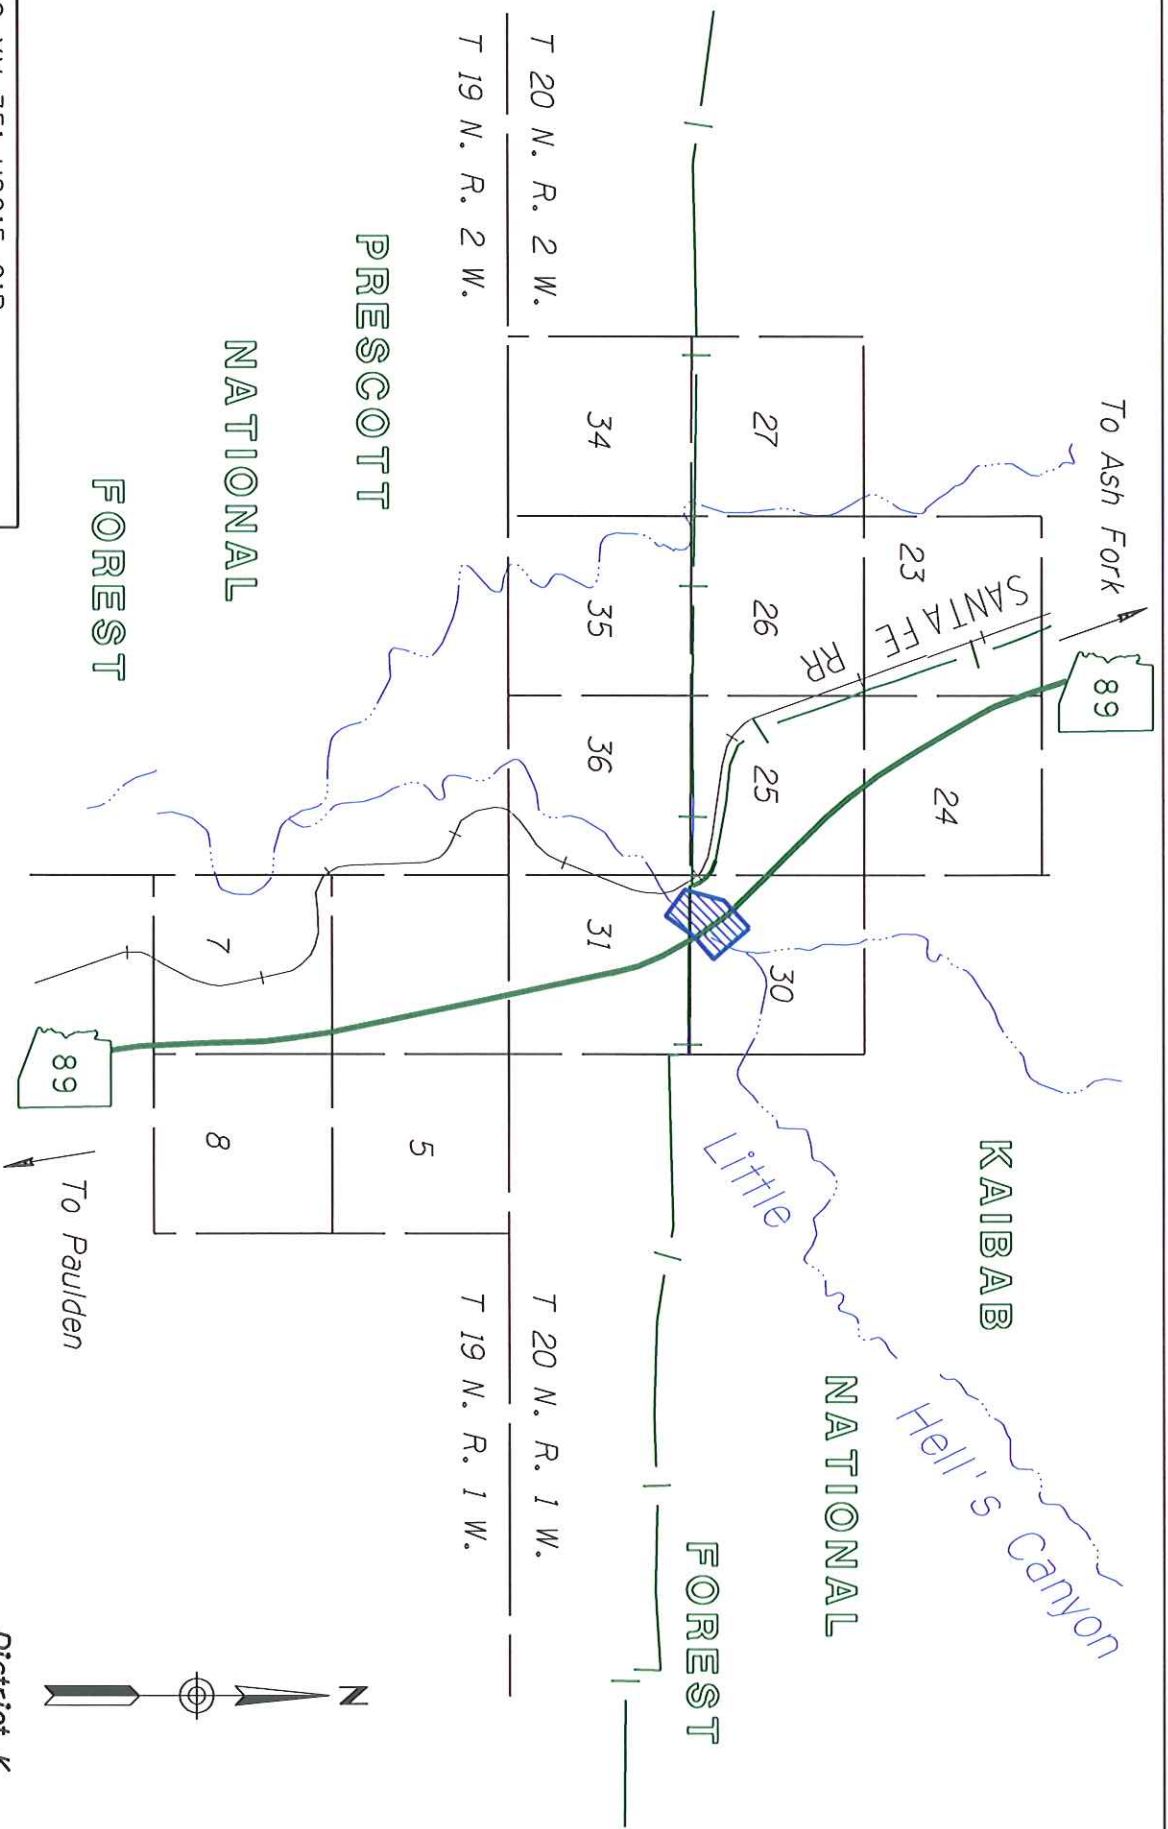 To Ash Fork
89
KAIBAB
NATIONAL
FOREST
Little
Hell's Canyon
23
24
SANTA FE RR
27
26
25
30
34
35
36
31
T 20 N. R. 2 W.
T 19 N. R. 2 W.
T 20 N. R. 1 W.
T 19 N. R. 1 W.
PRESCOTT
NATIONAL
FOREST
5
7
8
89
To Paulden
N